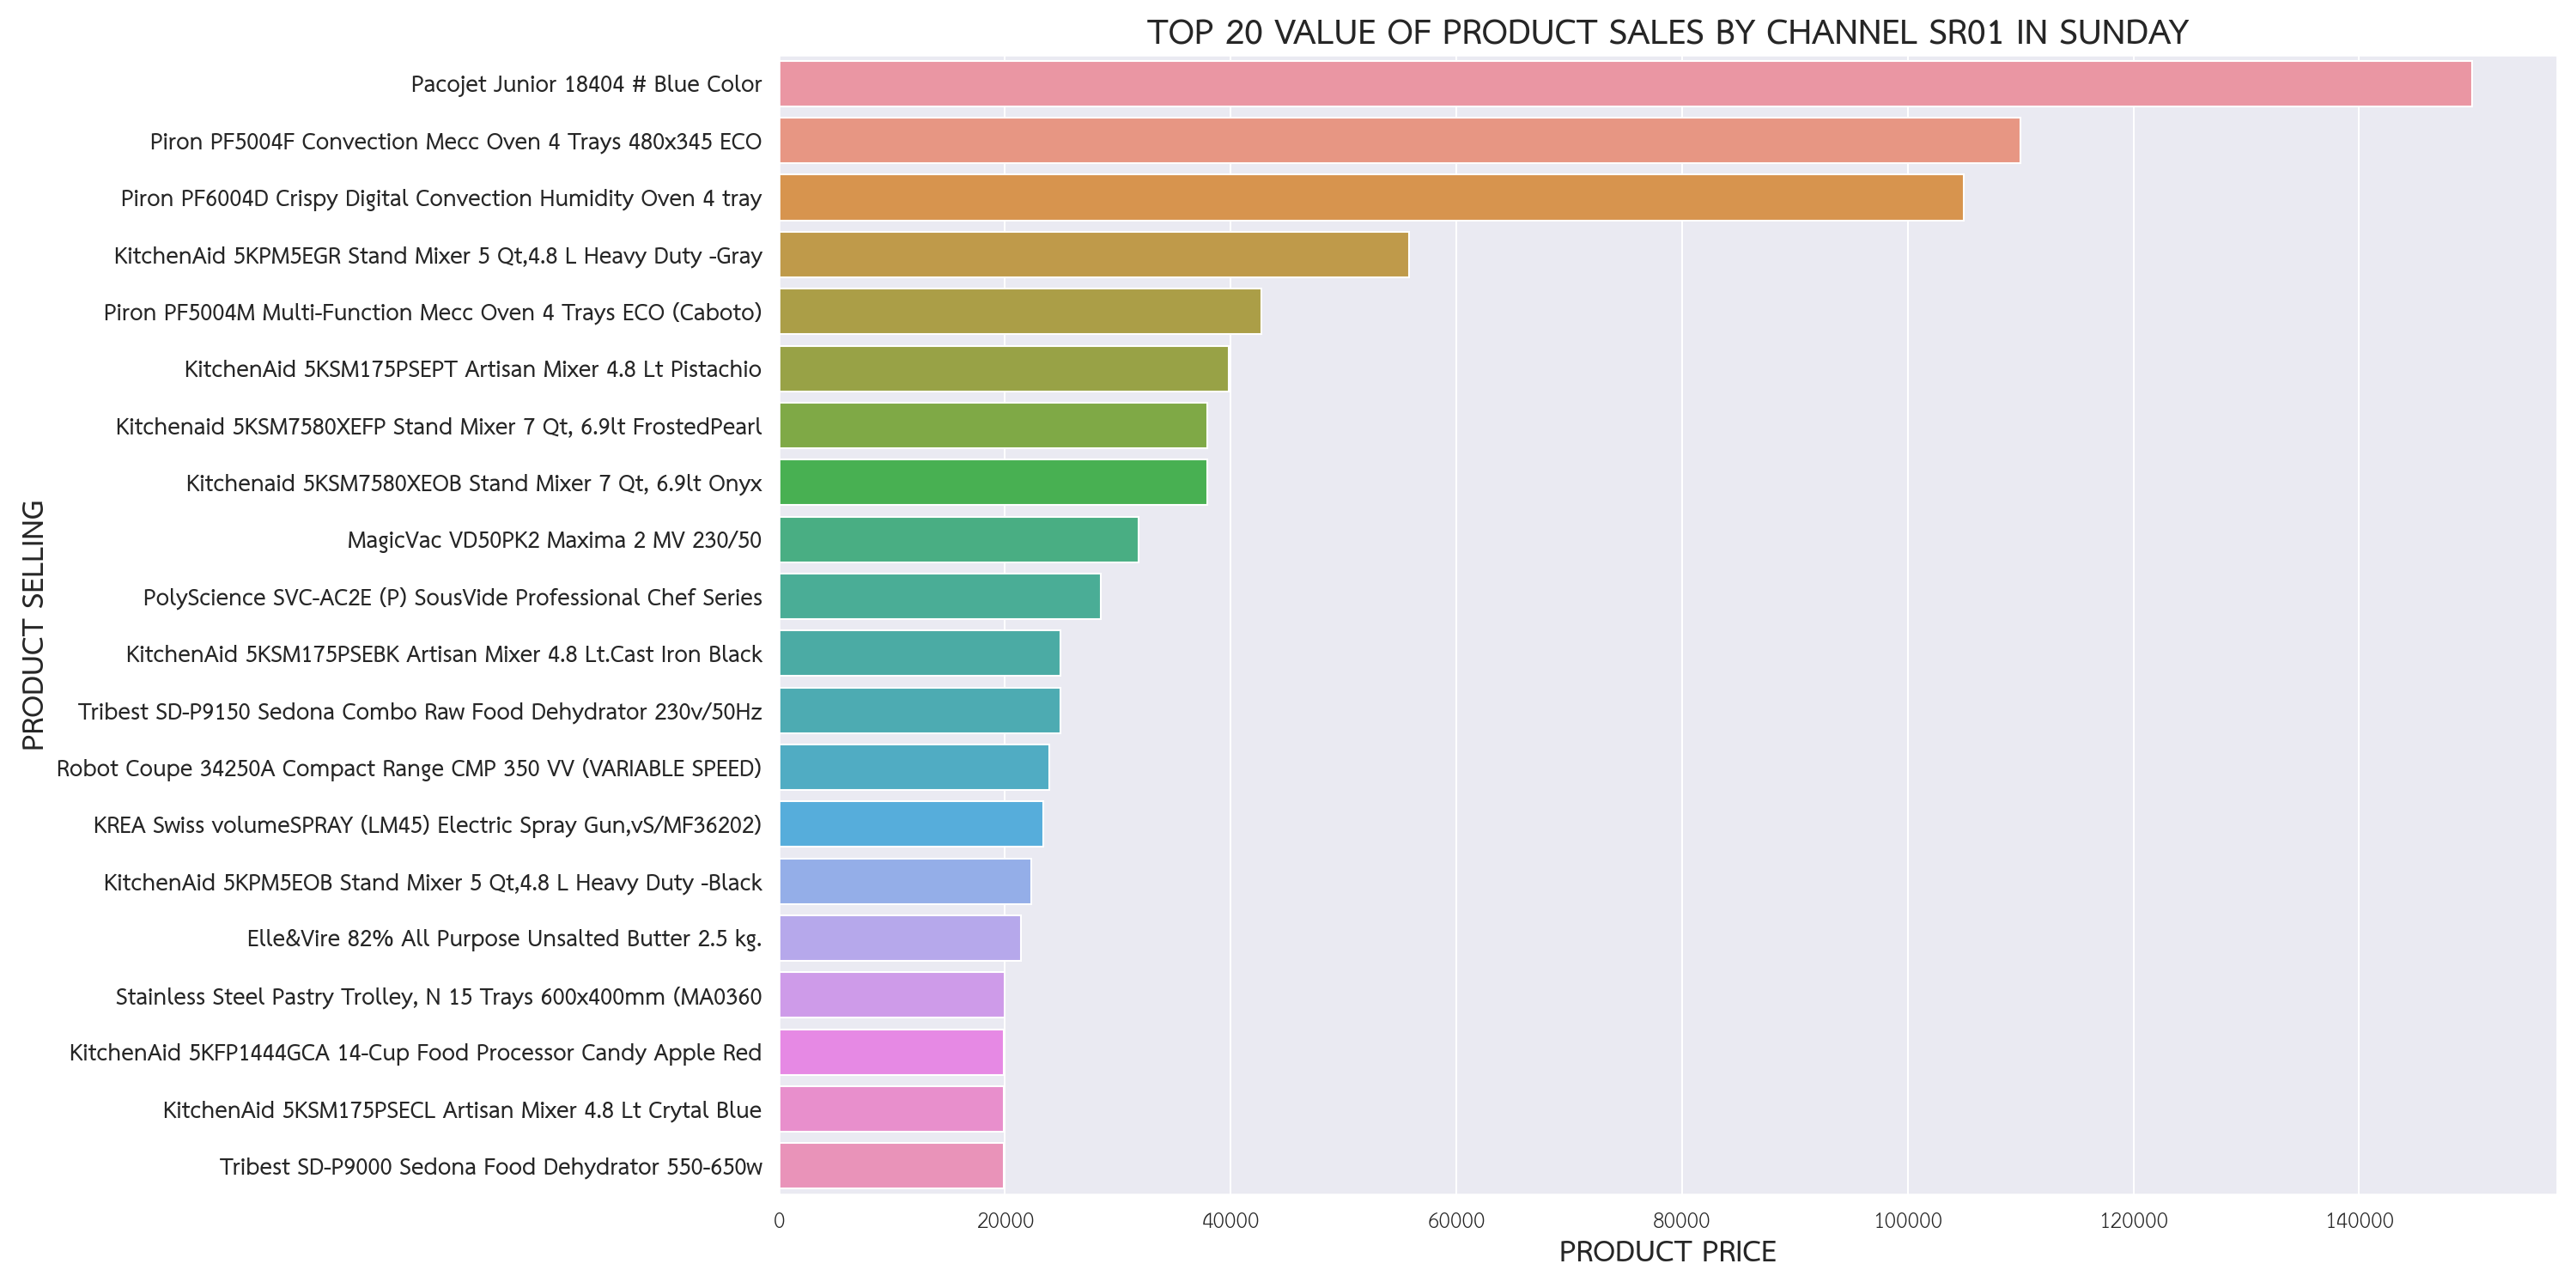 TOP 20 VALUE OF PRODUCT SALES BY CHANNEL SR01 IN SUNDAY
PRODUCT SELLING
Pacojet Junior 18404 # Blue Color
Piron PF5004F Convection Mecc Oven 4 Trays 480x345 ECO
Piron PF6004D Crispy Digital Convection Humidity Oven 4 tray
KitchenAid 5KPM5EGR Stand Mixer 5 Qt,4.8 L Heavy Duty -Gray
Piron PF5004M Multi-Function Mecc Oven 4 Trays ECO (Caboto)
KitchenAid 5KSM175PSEPT Artisan Mixer 4.8 Lt Pistachio
Kitchenaid 5KSM7580XEFP Stand Mixer 7 Qt, 6.9lt FrostedPearl
Kitchenaid 5KSM7580XEOB Stand Mixer 7 Qt, 6.9lt Onyx
MagicVac VD50PK2 Maxima 2 MV 230/50
PolyScience SVC-AC2E (P) SousVide Professional Chef Series
KitchenAid 5KSM175PSEBK Artisan Mixer 4.8 Lt.Cast Iron Black
Tribest SD-P9150 Sedona Combo Raw Food Dehydrator 230v/50Hz
Robot Coupe 34250A Compact Range CMP 350 VV (VARIABLE SPEED)
KREA Swiss volumeSPRAY (LM45) Electric Spray Gun,vS/MF36202)
KitchenAid 5KPM5EOB Stand Mixer 5 Qt,4.8 L Heavy Duty -Black
Elle&Vire 82% All Purpose Unsalted Butter 2.5 kg.
Stainless Steel Pastry Trolley, N 15 Trays 600x400mm (MA0360
KitchenAid 5KFP1444GCA 14-Cup Food Processor Candy Apple Red
KitchenAid 5KSM175PSECL Artisan Mixer 4.8 Lt Crytal Blue
Tribest SD-P9000 Sedona Food Dehydrator 550-650w
0 20000 40000 60000 80000 100000 120000 140000
PRODUCT PRICE